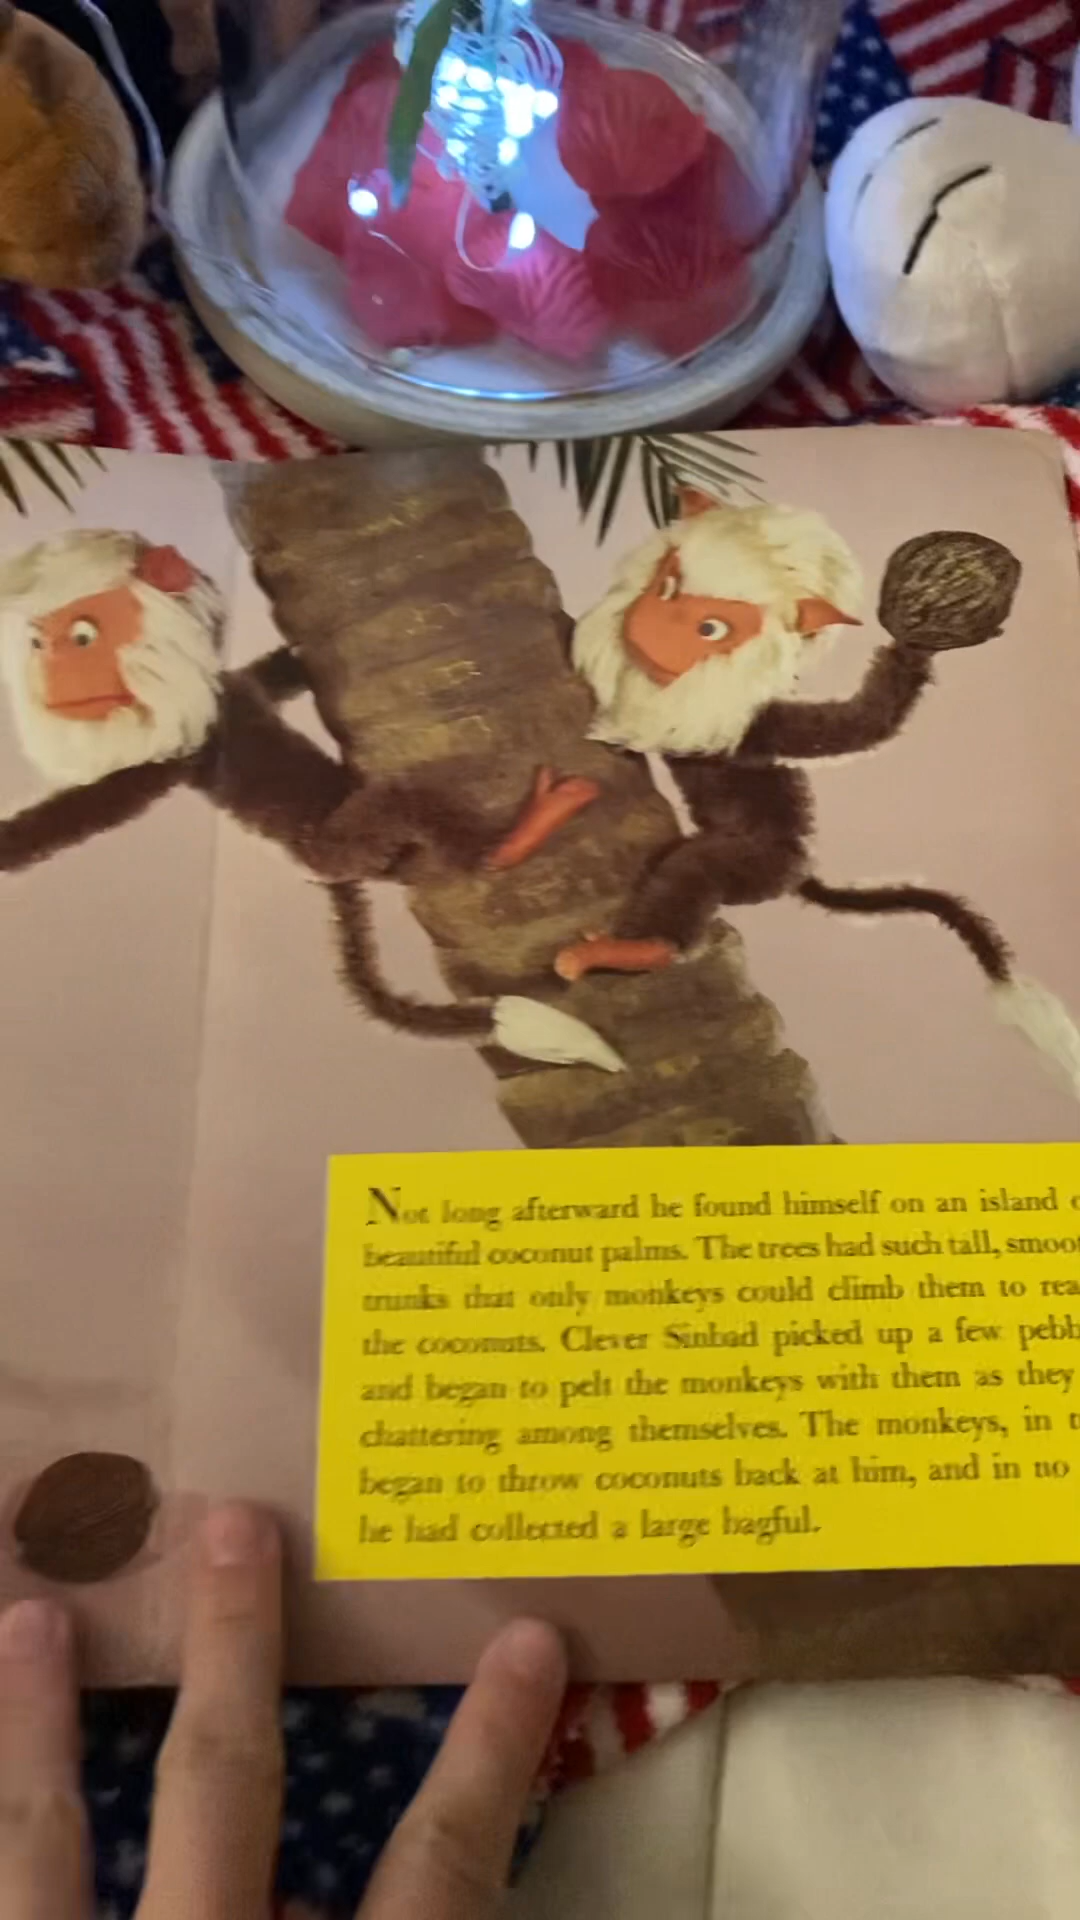 Not long afterward he found himself on an island
beautiful coconut palms. The trees had such tall, smoot
trunks that only monkeys could climb them to rea
the coconuts. Clever Sinbad picked up a few pebb
and began to pelt the monkeys with them as they
chattering among themselves. The monkeys, in t
began to throw coconuts back at him, and in no
he had collected a large bagful.